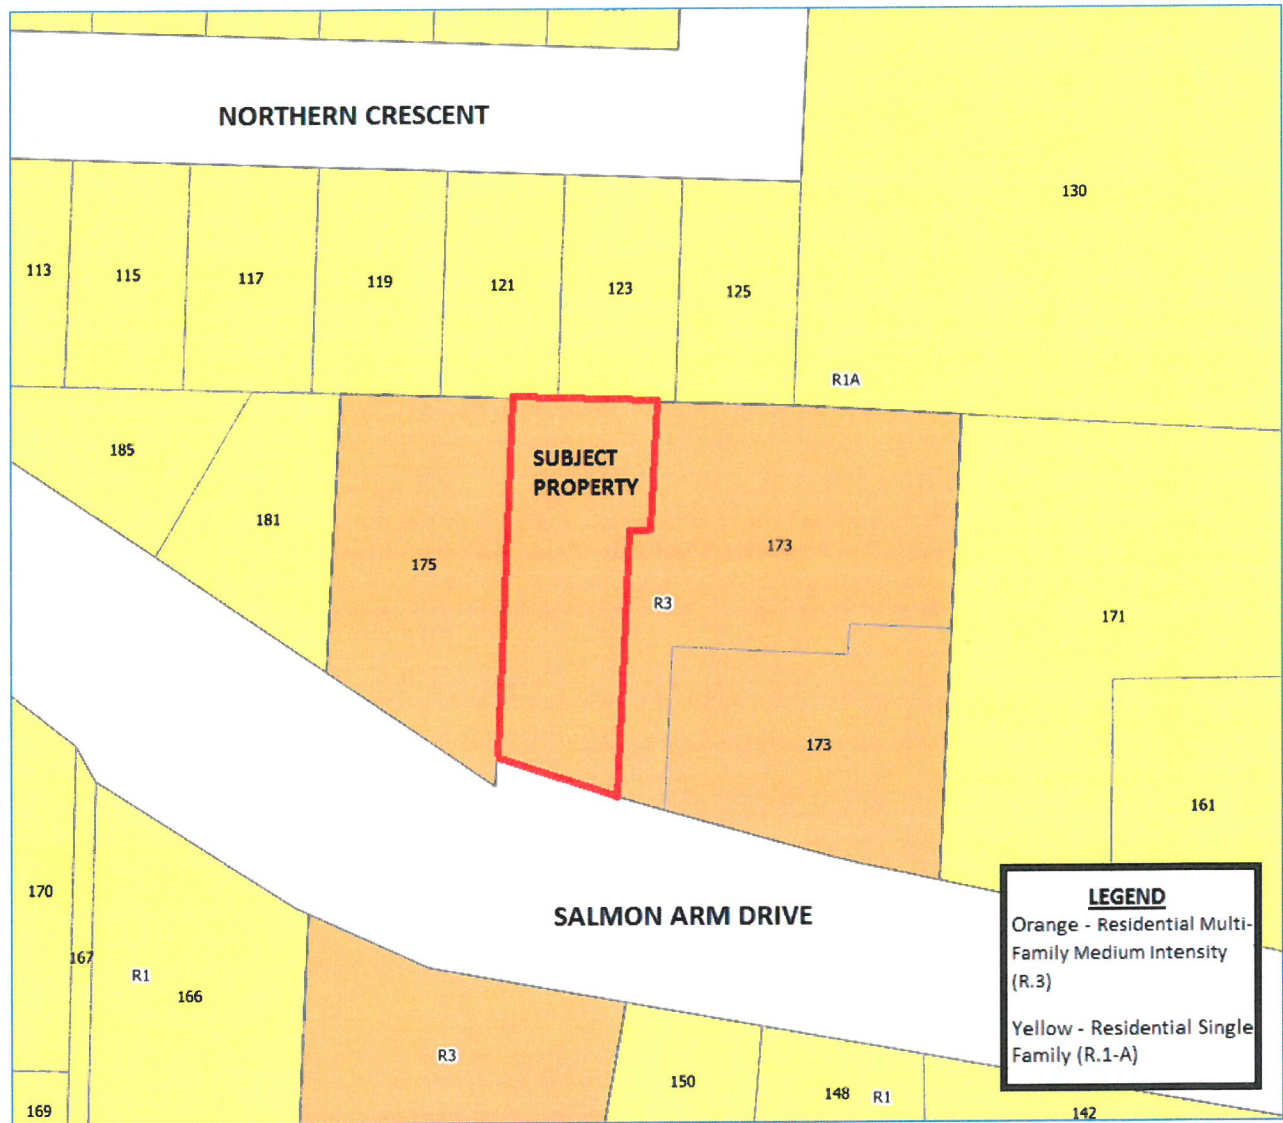 NORTHERN CRESCENT
130
113
115
117
119
121
123
125
R1A
185
181
175
SUBJECT
PROPERTY
173
R3
171
173
161
170
167
R1
166
169
SALMON ARM DRIVE
R3
150
148
R1
142
LEGEND
Orange - Residential Multi-
Family Medium Intensity
(R.3)
Yellow - Residential Single
Family (R.1-A)